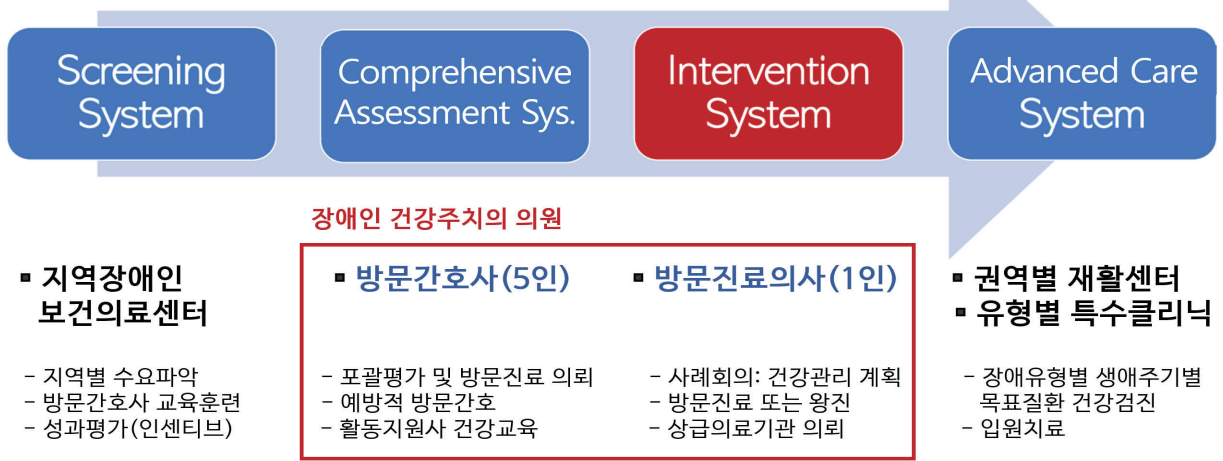 Screening
System
Comprehensive
Assessment Sys.
Intervention
System
Advanced Care
System
장애인 건강주치의 의원
▪ 지역장애인
보건의료센터
- 지역별 수요파악
- 방문간호사 교육훈련
- 성과평가(인센티브)
▪ 방문간호사(5인)
- 포괄평가 및 방문진료 의뢰
- 예방적 방문간호
- 활동지원사 건강교육
▪ 방문진료의사(1인)
- 사례회의: 건강관리 계획
- 방문진료 또는 왕진
- 상급의료기관 의뢰
▪ 권역별 재활센터
▪ 유형별 특수클리닉
- 장애유형별 생애주기별
목표질환 건강검진
- 입원치료